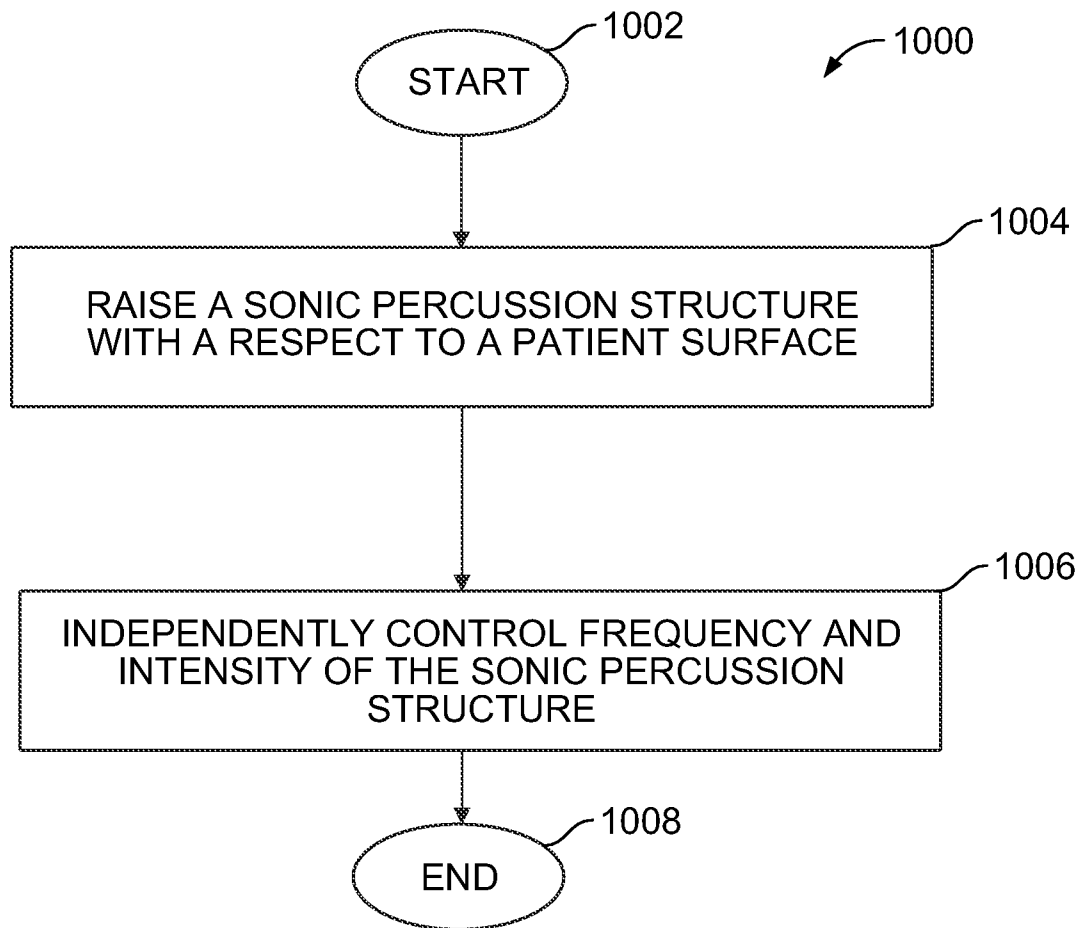 1002
1000
START
1004
RAISE A SONIC PERCUSSION STRUCTURE
WITH A RESPECT TO A PATIENT SURFACE
1006
INDEPENDENTLY CONTROL FREQUENCY AND
INTENSITY OF THE SONIC PERCUSSION
STRUCTURE
1008
END